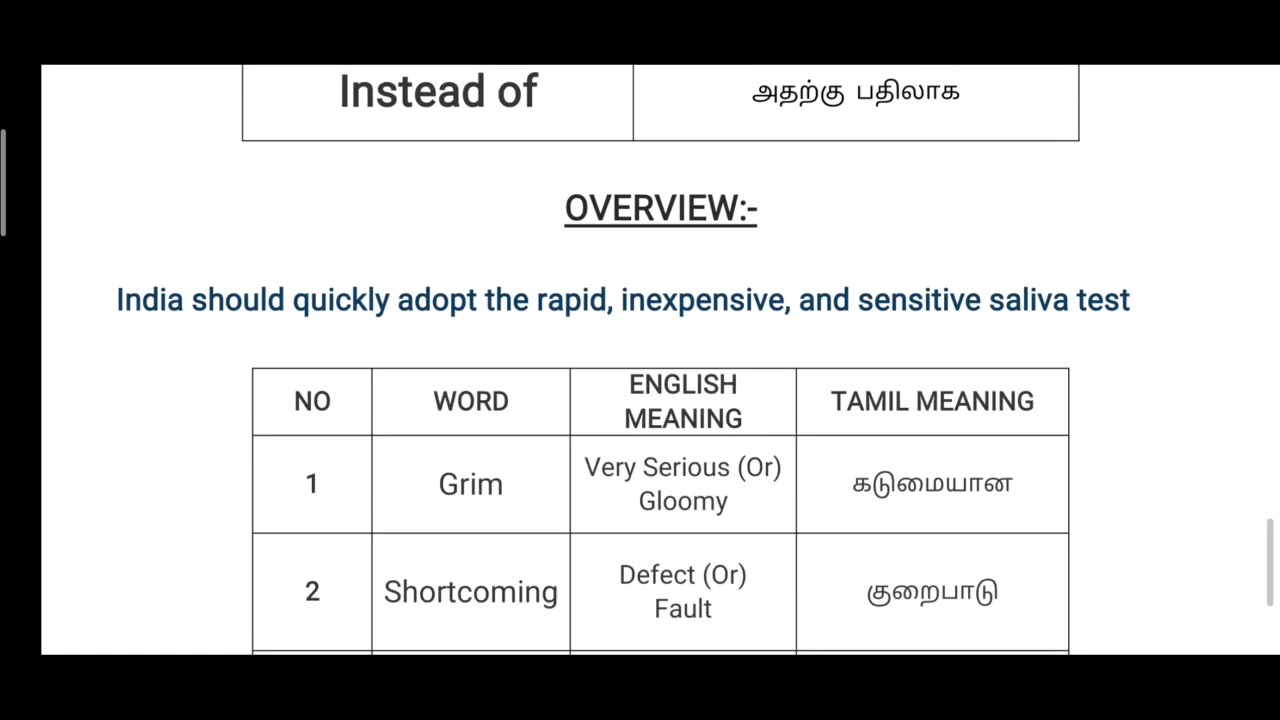 Instead of அதற்கு பதிலாக
OVERVIEW:-
India should quickly adopt the rapid, inexpensive, and sensitive saliva test
NO WORD ENGLISH MEANING TAMIL MEANING
1 Grim Very Serious (Or) Gloomy கடுமையான
2 Shortcoming Defect (Or) Fault குறைபாடு